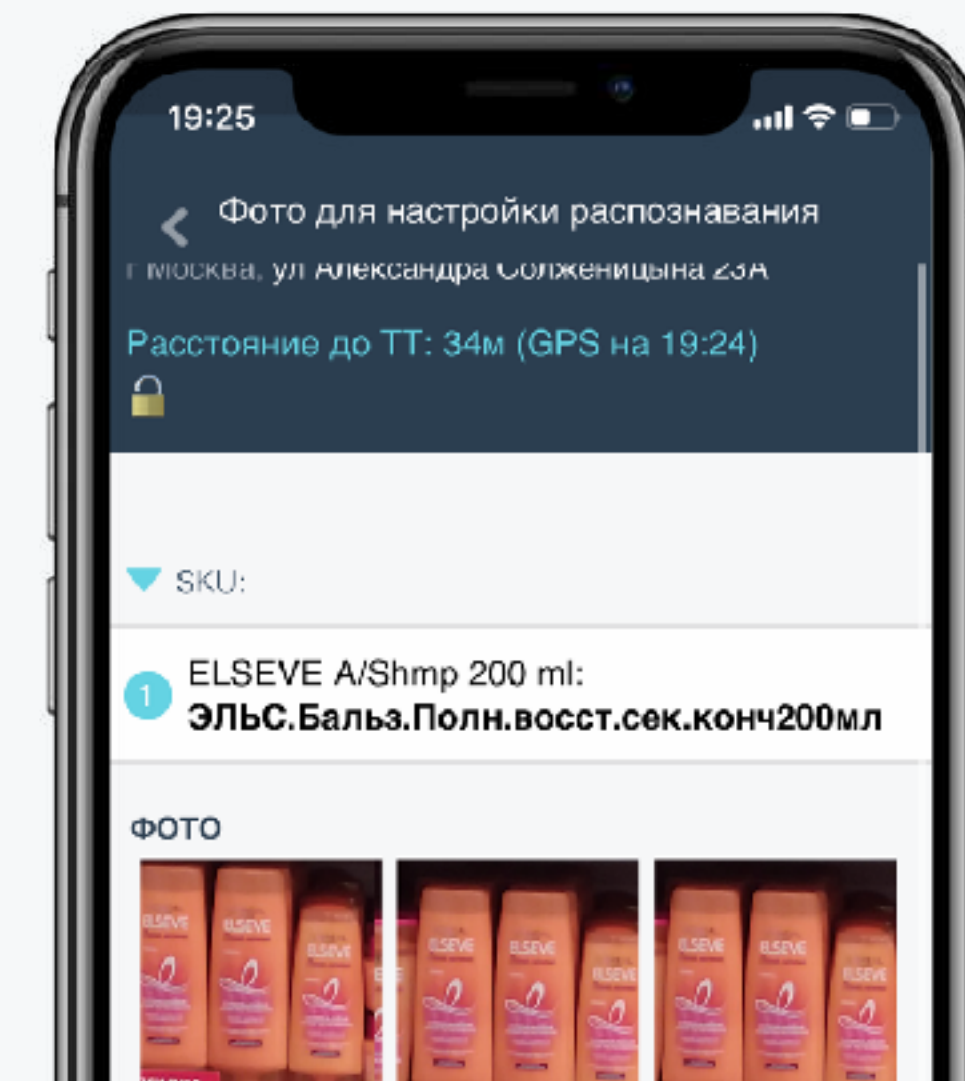 19:25
Фото для настройки распознавания
г Москва, ул Александра Солженицына 23А
Расстояние до ТТ: 34м (GPS на 19:24)
SKU:
1
ELSEVE A/Shmp 200 ml:
ЭЛЬС.Бальз.Полн.восст.сек.конч200мл
ФОТО
ELSEVE
ELSEVE
ELSEVE
ELSEVE
ELSEVE
ELSEVE
ELSEVE
ELSEVE
ELSEVE